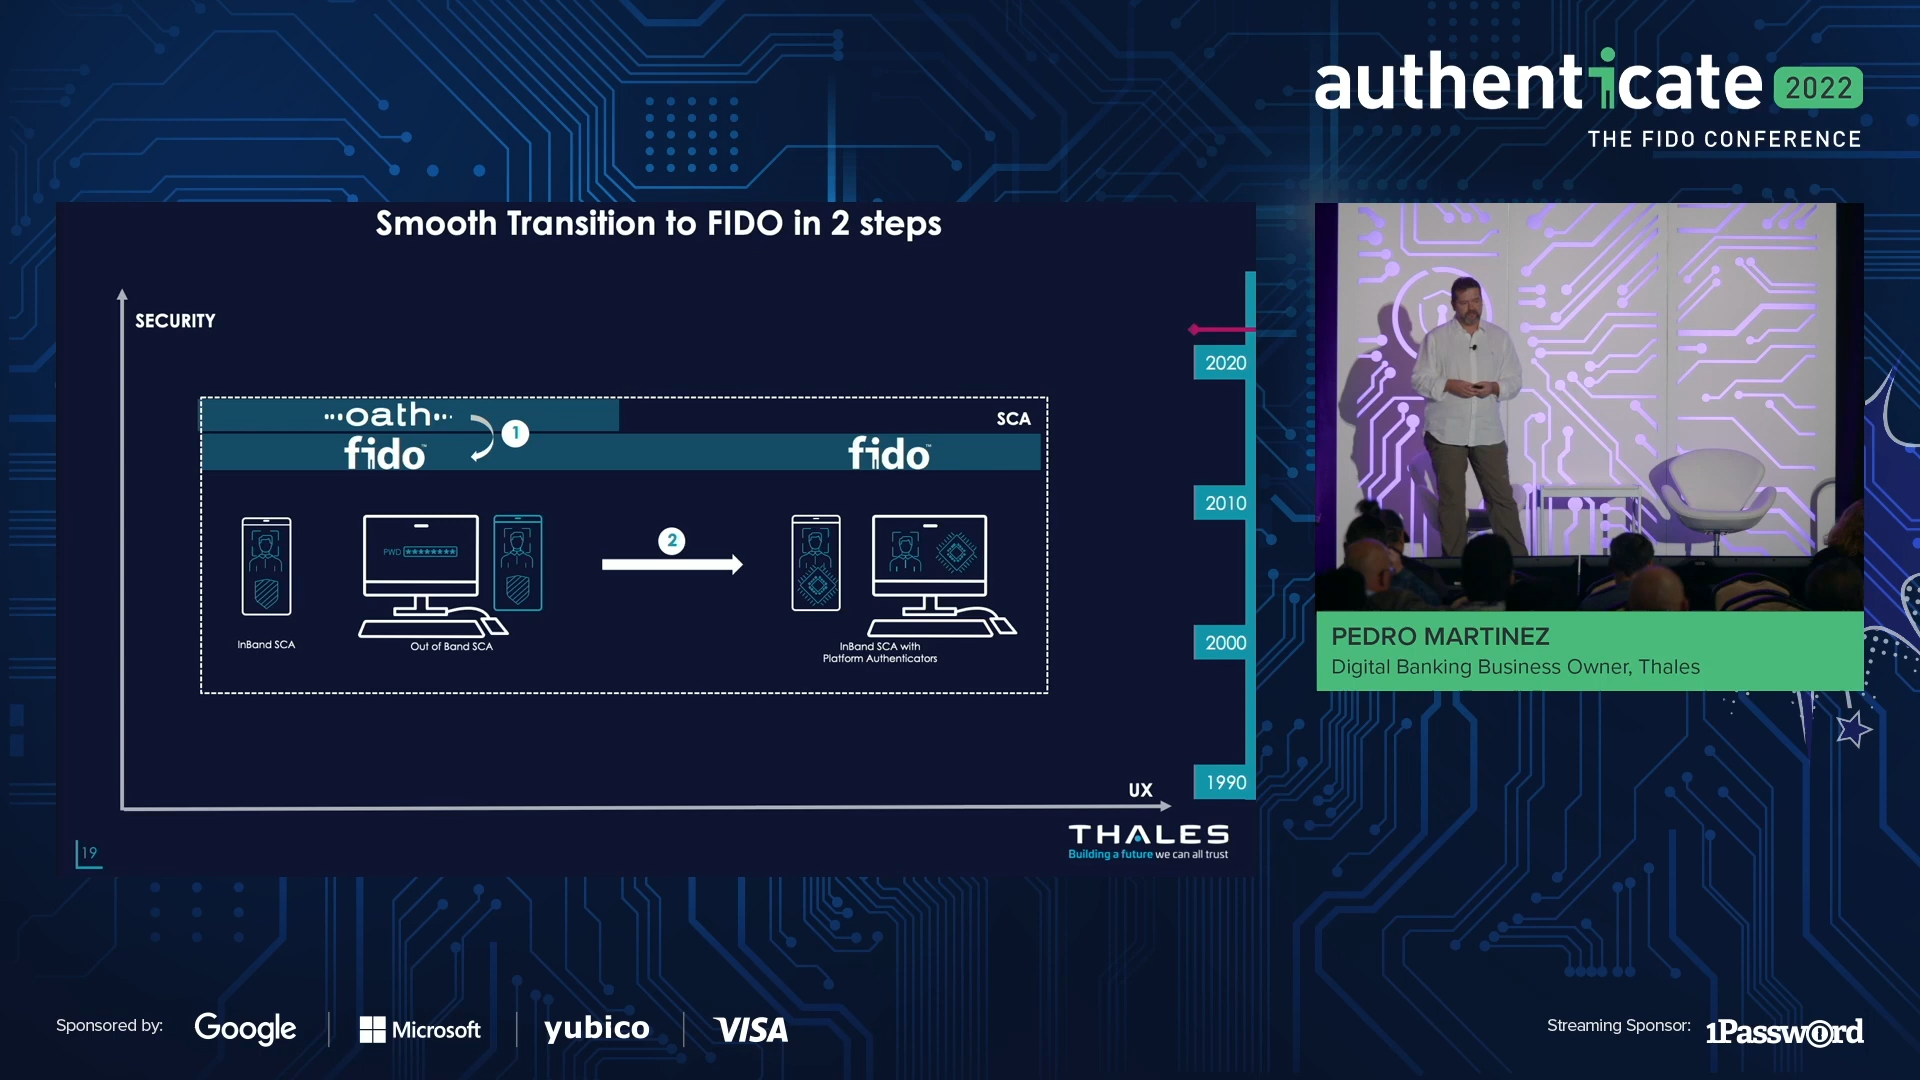 authenticate 2022
THE FIDO CONFERENCE
Smooth Transition to FIDO in 2 steps
SECURITY
2020
oath
SCA
1
fido™
fido™
2010
PWD ********
2
InBand SCA
Out of Band SCA
InBand SCA with
Platform Authenticators
2000
1990
UX
THALES
Building a future we can all trust
19
PEDRO MARTINEZ
Digital Banking Business Owner, Thales
Sponsored by:
Google
Microsoft
yubico
VISA
Streaming Sponsor:
1Password